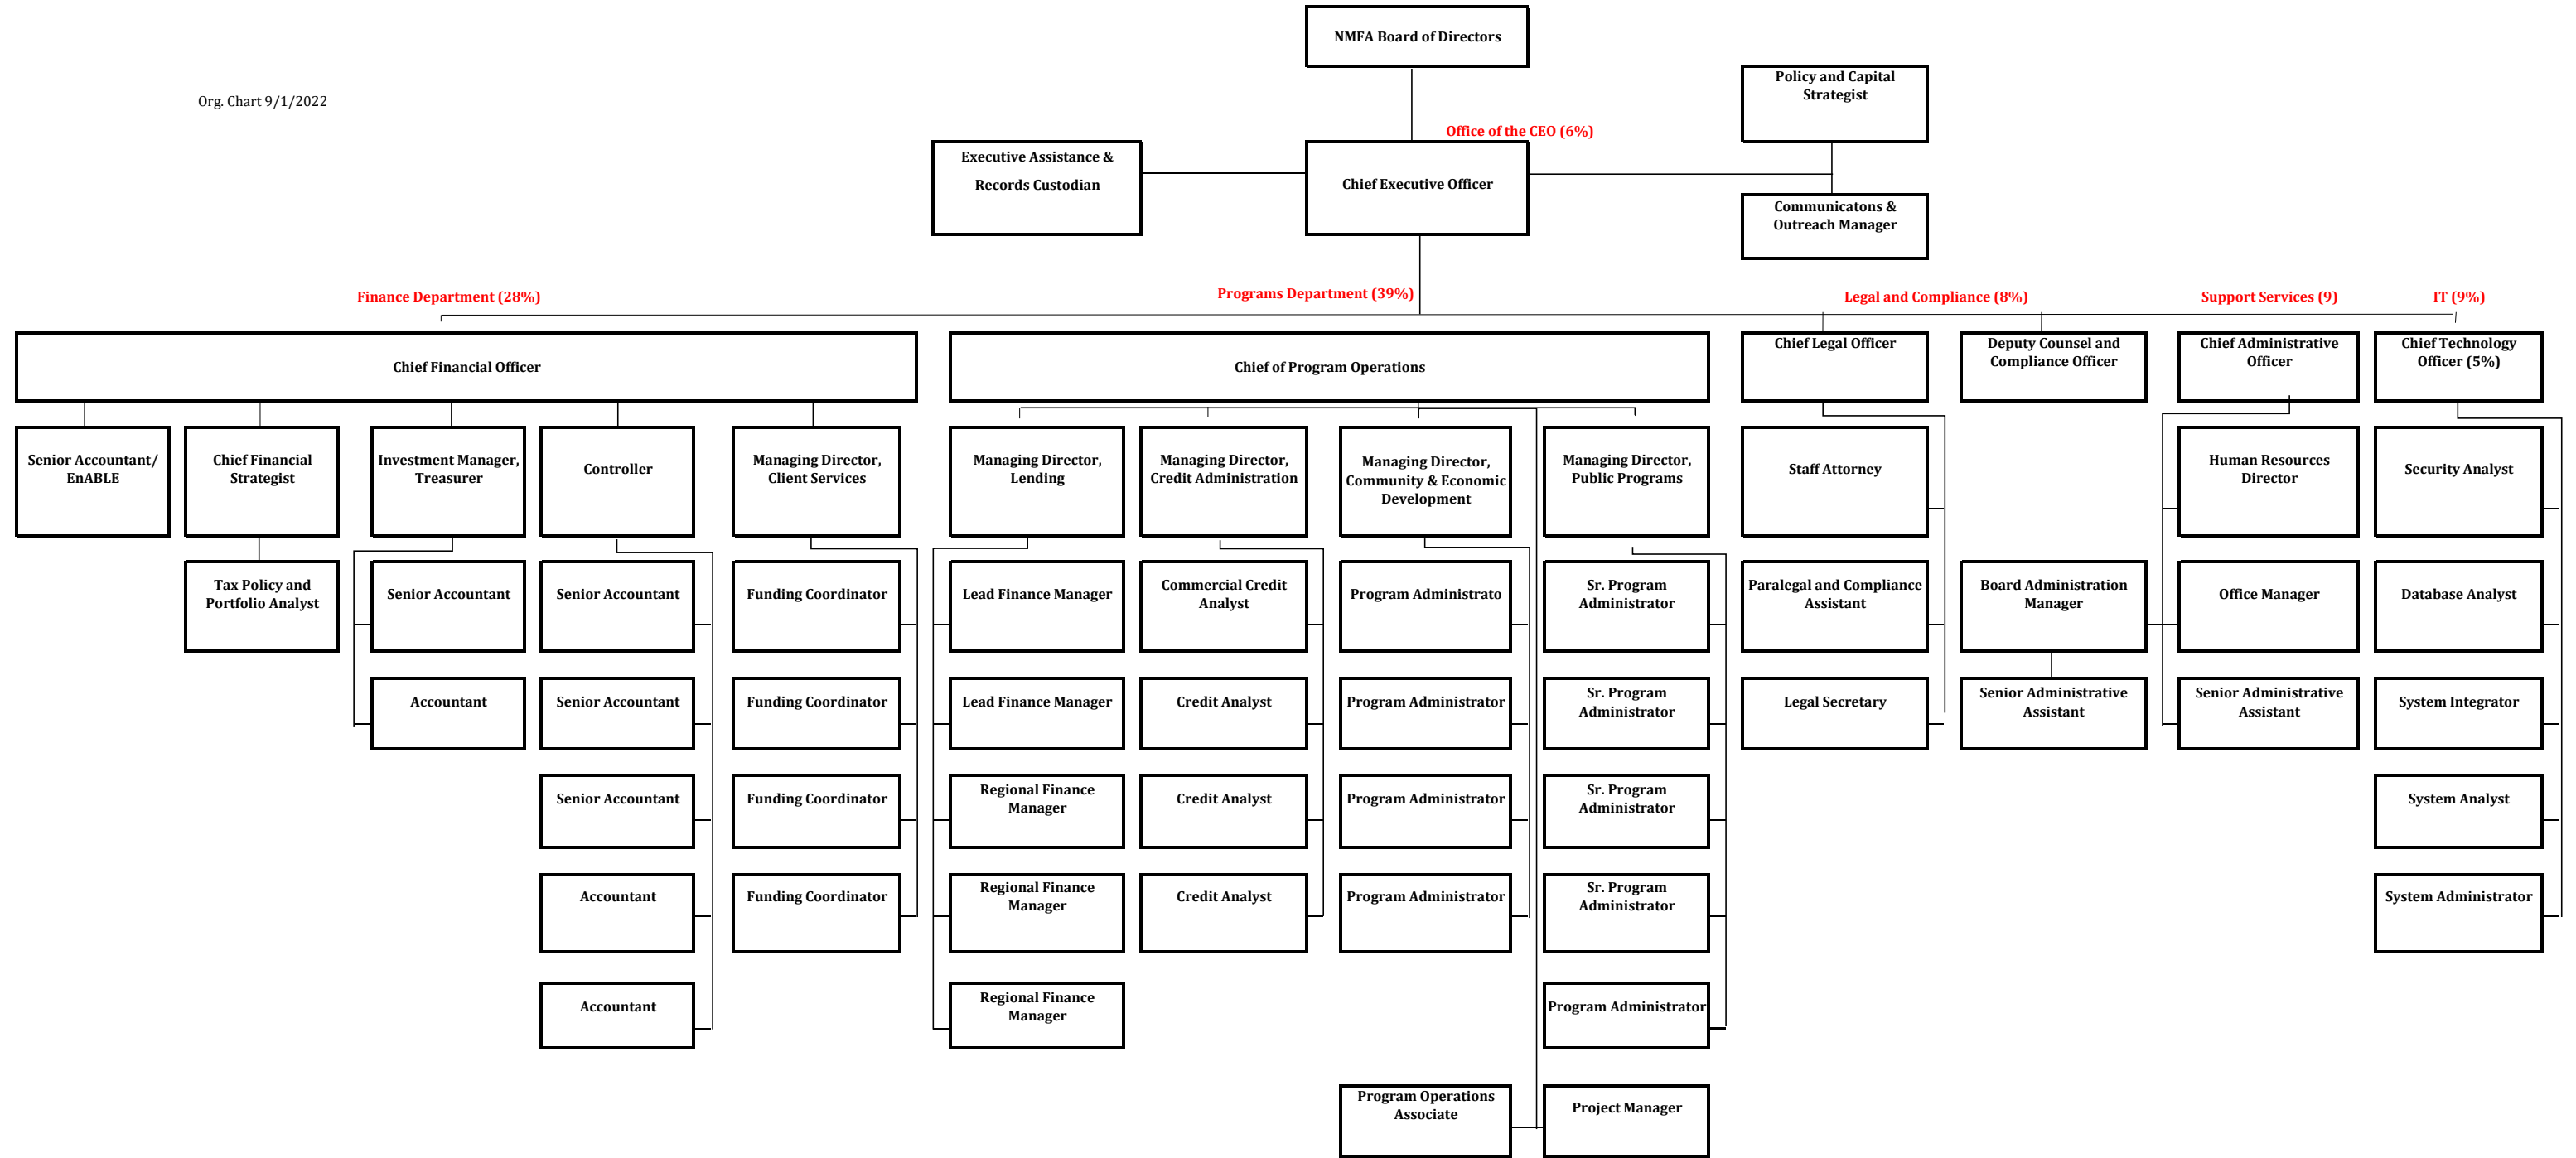 NMFA Board of Directors
Policy and Capital
Strategist
Org. Chart 9/1/2022
Office of the CEO (6%)
Executive Assistance &
Records Custodian
Chief Executive Officer
Communicatons &
Outreach Manager
Finance Department (28%)
Programs Department (39%)
Legal and Compliance (8%)
Support Services (9)
IT (9%)
Chief Financial Officer
Chief of Program Operations
Chief Legal Officer
Deputy Counsel and
Compliance Officer
Chief Administrative
Officer
Chief Technology
Officer (5%)
Senior Accountant/
EnABLE
Chief Financial
Strategist
Investment Manager,
Treasurer
Controller
Managing Director,
Client Services
Managing Director,
Lending
Managing Director,
Credit Administration
Managing Director,
Community & Economic
Development
Managing Director,
Public Programs
Staff Attorney
Human Resources
Director
Security Analyst
Tax Policy and
Portfolio Analyst
Senior Accountant
Senior Accountant
Funding Coordinator
Lead Finance Manager
Commercial Credit
Analyst
Program Administrato
Sr. Program
Administrator
Paralegal and Compliance
Assistant
Board Administration
Manager
Office Manager
Database Analyst
Accountant
Senior Accountant
Funding Coordinator
Lead Finance Manager
Credit Analyst
Program Administrator
Sr. Program
Administrator
Legal Secretary
Senior Administrative
Assistant
Senior Administrative
Assistant
System Integrator
Senior Accountant
Funding Coordinator
Regional Finance
Manager
Credit Analyst
Program Administrator
Sr. Program
Administrator
System Analyst
Accountant
Funding Coordinator
Regional Finance
Manager
Credit Analyst
Program Administrator
Sr. Program
Administrator
System Administrator
Accountant
Regional Finance
Manager
Program Administrator
Program Operations
Associate
Project Manager